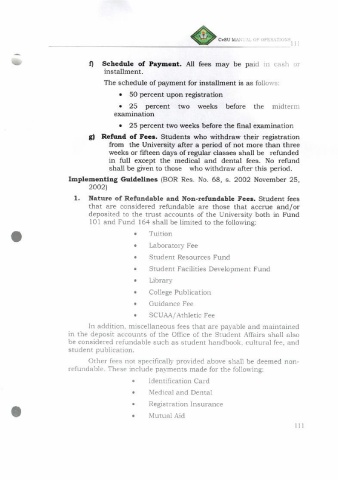 CHSU MANUAL OF OPERATIONS
111
f) Schedule of Payment. All fees may be paid in cash or
installment.
The schedule of payment for installment is as follows:
• 50 percent upon registration
• 25 percent two weeks before the midterm
examination
• 25 percent two weeks before the final examination
g) Refund of Fees. Students who withdraw their registration
from the University after a period of not more than three
weeks or fifteen days of regular classes shall be refunded
in full except the medical and dental fees. No refund
shall be given to those who withdraw after this period.
Implementing Guidelines (BOR Res. No. 68, s. 2002 November 25,
2002)
1. Nature of Refundable and Non-refundable Fees. Student fees
that are considered refundable are those that accrue and/or
deposited to the trust accounts of the University both in Fund
101 and Fund 164 shall be limited to the following:
• Tuition
• Laboratory Fee
• Student Resources Fund
• Student Facilities Development Fund
• Library
• College Publication
• Guidance Fee
• SCUAA/Athletic Fee
In addition, miscellaneous fees that are payable and maintained
in the deposit accounts of the Office of the Student Affairs shall also
be considered refundable such as student handbook, cultural fee, and
student publication.
Other fees not specifically provided above shall be deemed non-
refundable. These include payments made for the following:
• Identification Card
• Medical and Dental
• Registration Insurance
• Mutual Aid
111